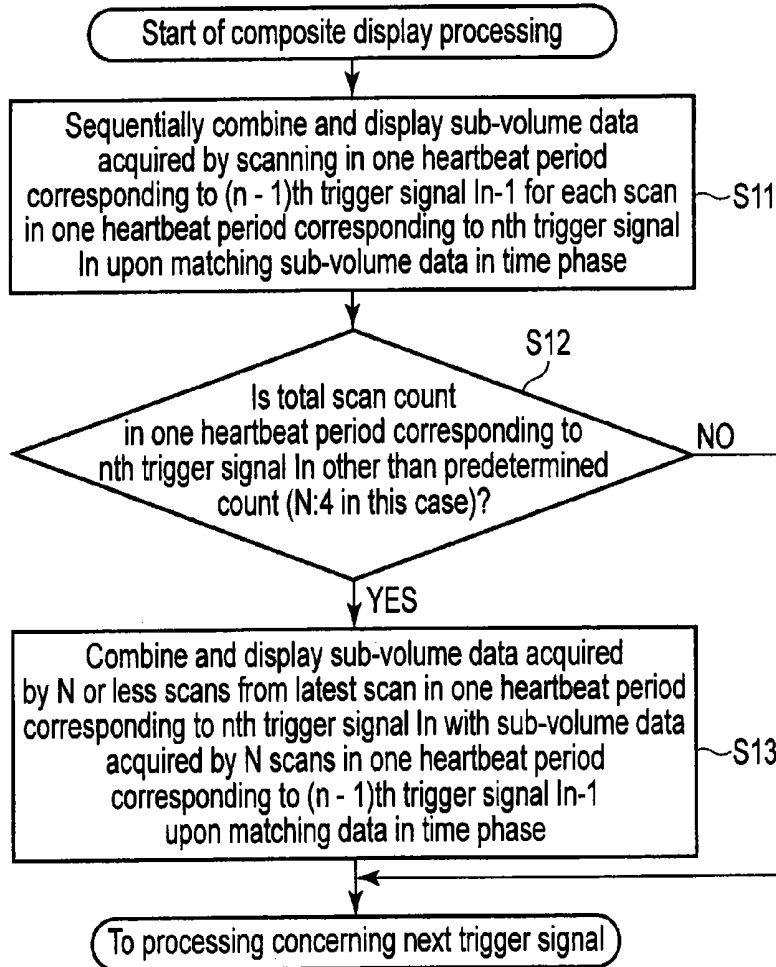 Start of composite display processing
Sequentially combine and display sub-volume data
acquired by scanning in one heartbeat period
corresponding to (n - 1)th trigger signal In-1 for each scan
in one heartbeat period corresponding to nth trigger signal
In upon matching sub-volume data in time phase
S11
S12
Is total scan count
in one heartbeat period corresponding to
nth trigger signal In other than predetermined
count (N:4 in this case)?
NO
YES
Combine and display sub-volume data acquired
by N or less scans from latest scan in one heartbeat period
corresponding to nth trigger signal In with sub-volume data
acquired by N scans in one heartbeat period
corresponding to (n - 1)th trigger signal In-1
upon matching data in time phase
S13
To processing concerning next trigger signal